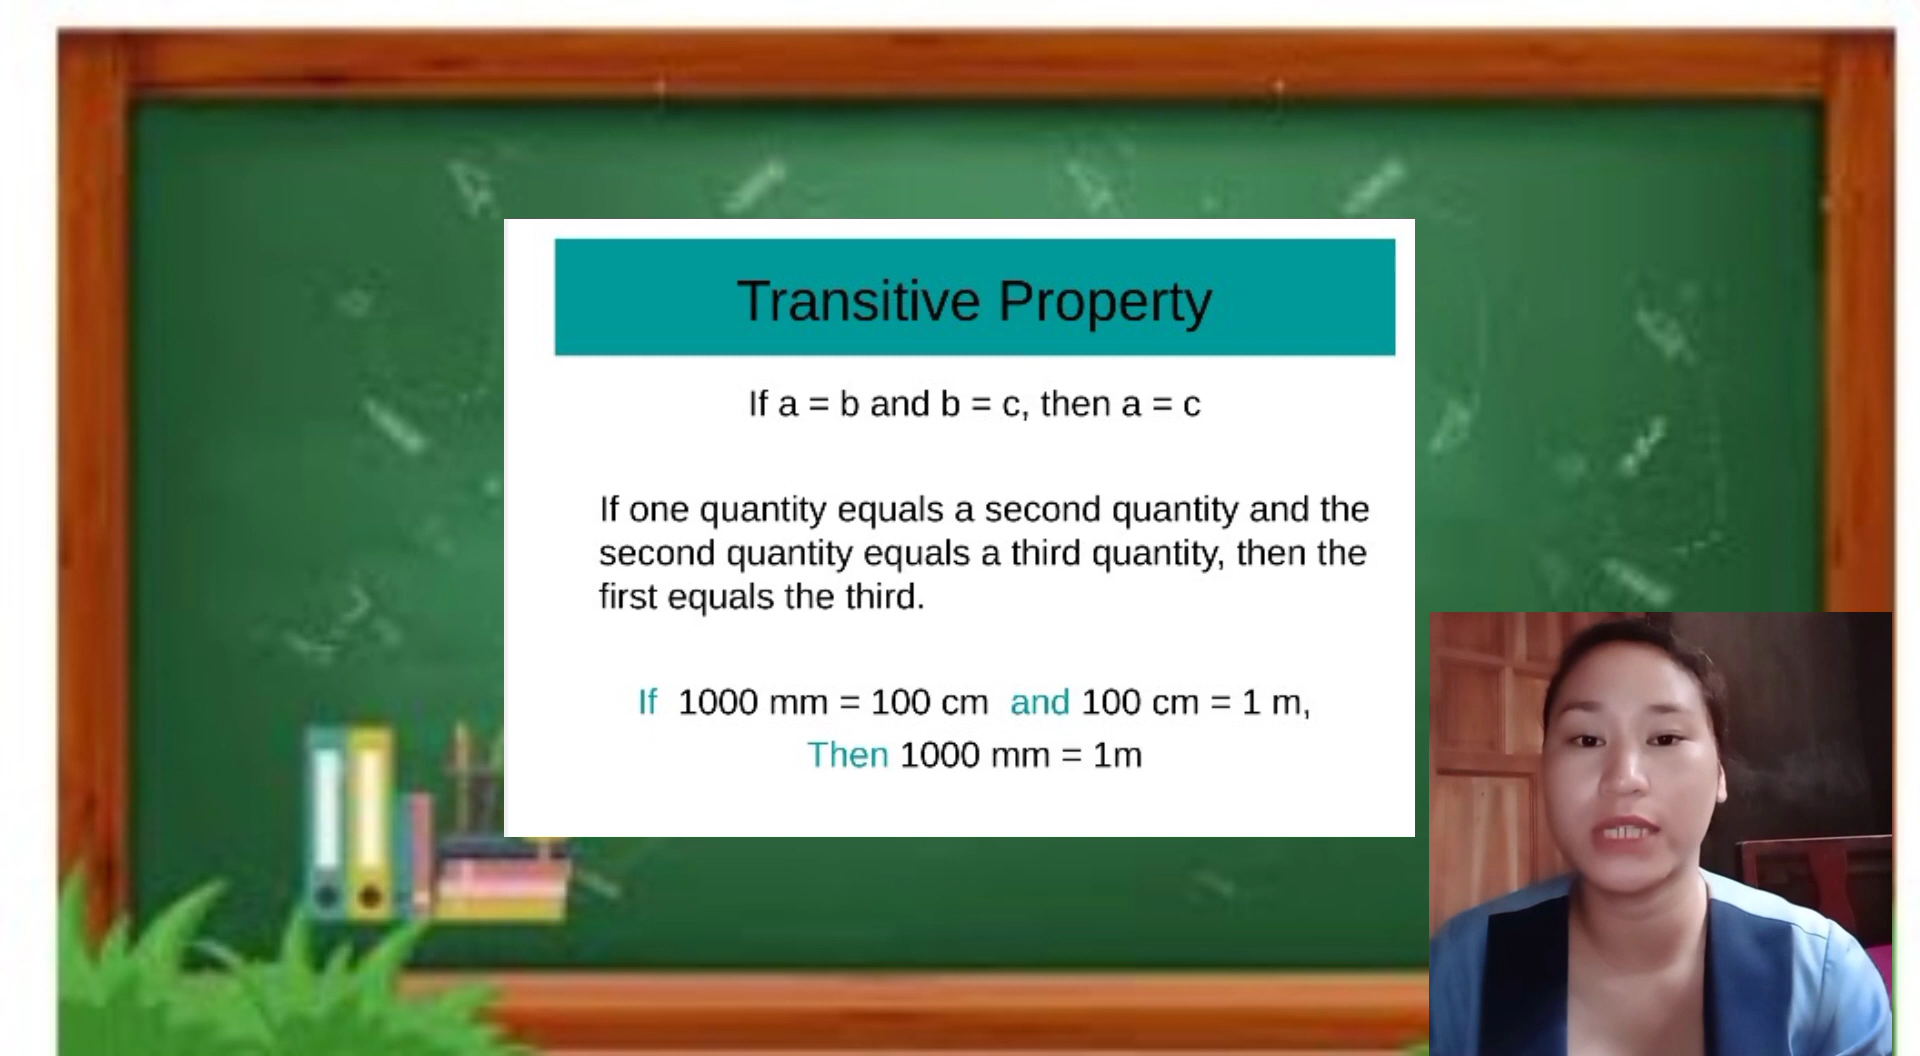 Transitive Property
If a = b and b = c, then a = c
If one quantity equals a second quantity and the
second quantity equals a third quantity, then the
first equals the third.
If 1000 mm = 100 cm and 100 cm = 1 m,
Then 1000 mm = 1m